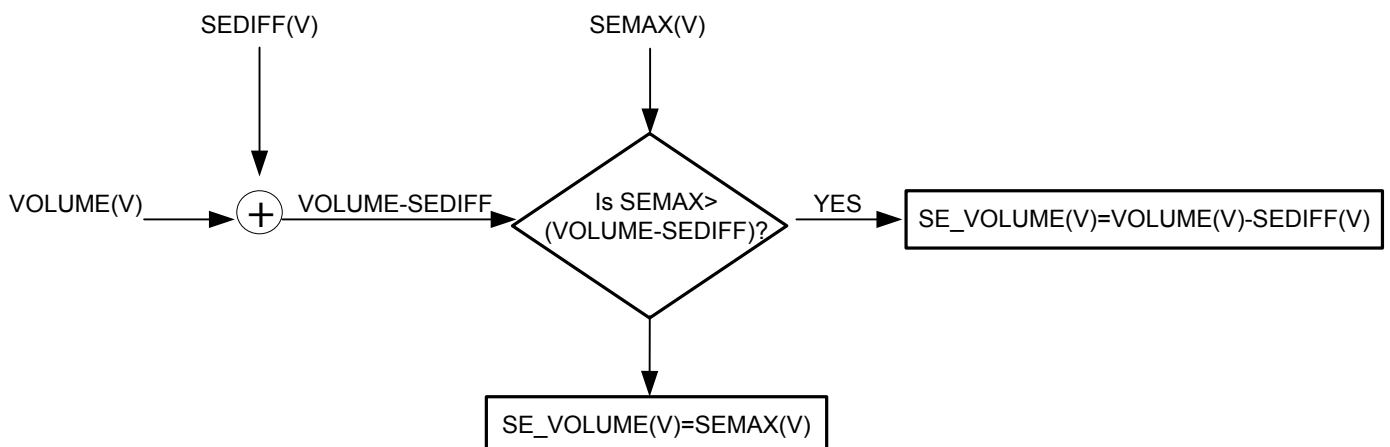 SEDIFF(V)
SEMAX(V)
VOLUME(V)
+
VOLUME-SEDIFF
Is SEMAX>
(VOLUME-SEDIFF)?
YES
SE_VOLUME(V)=VOLUME(V)-SEDIFF(V)
SE_VOLUME(V)=SEMAX(V)